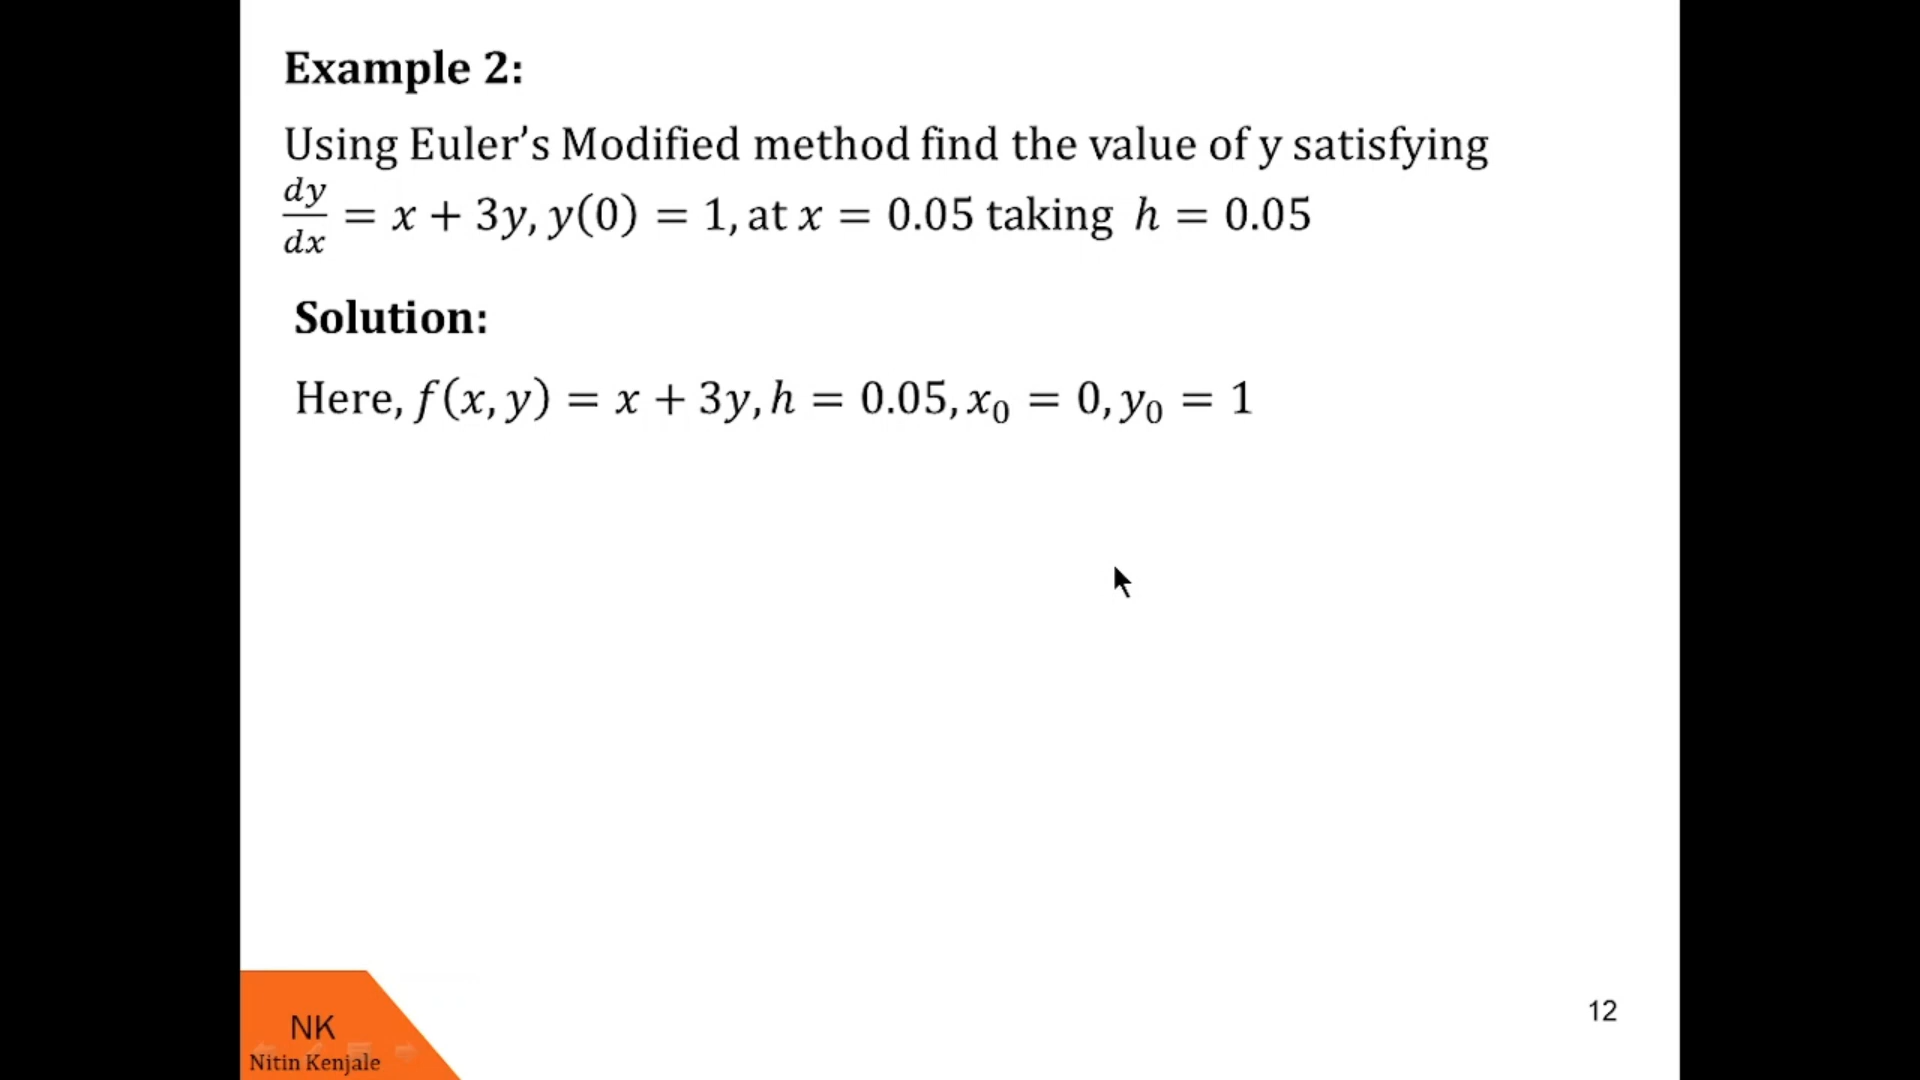 Example 2:
Using Euler’s Modified method find the value of y satisfying
dy/dx = x + 3y, y(0) = 1, at x = 0.05 taking h = 0.05
Solution:
Here, f(x, y) = x + 3y, h = 0.05, x₀ = 0, y₀ = 1
NK
Nitin Kenjale
12